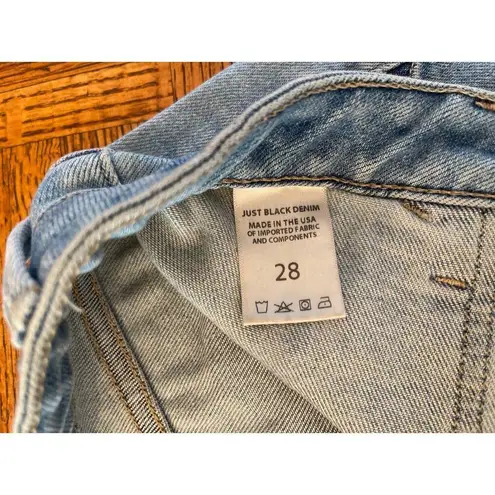 JUST BLACK DENIM
MADE IN THE USA
OF IMPORTED FABRIC
AND COMPONENTS
28